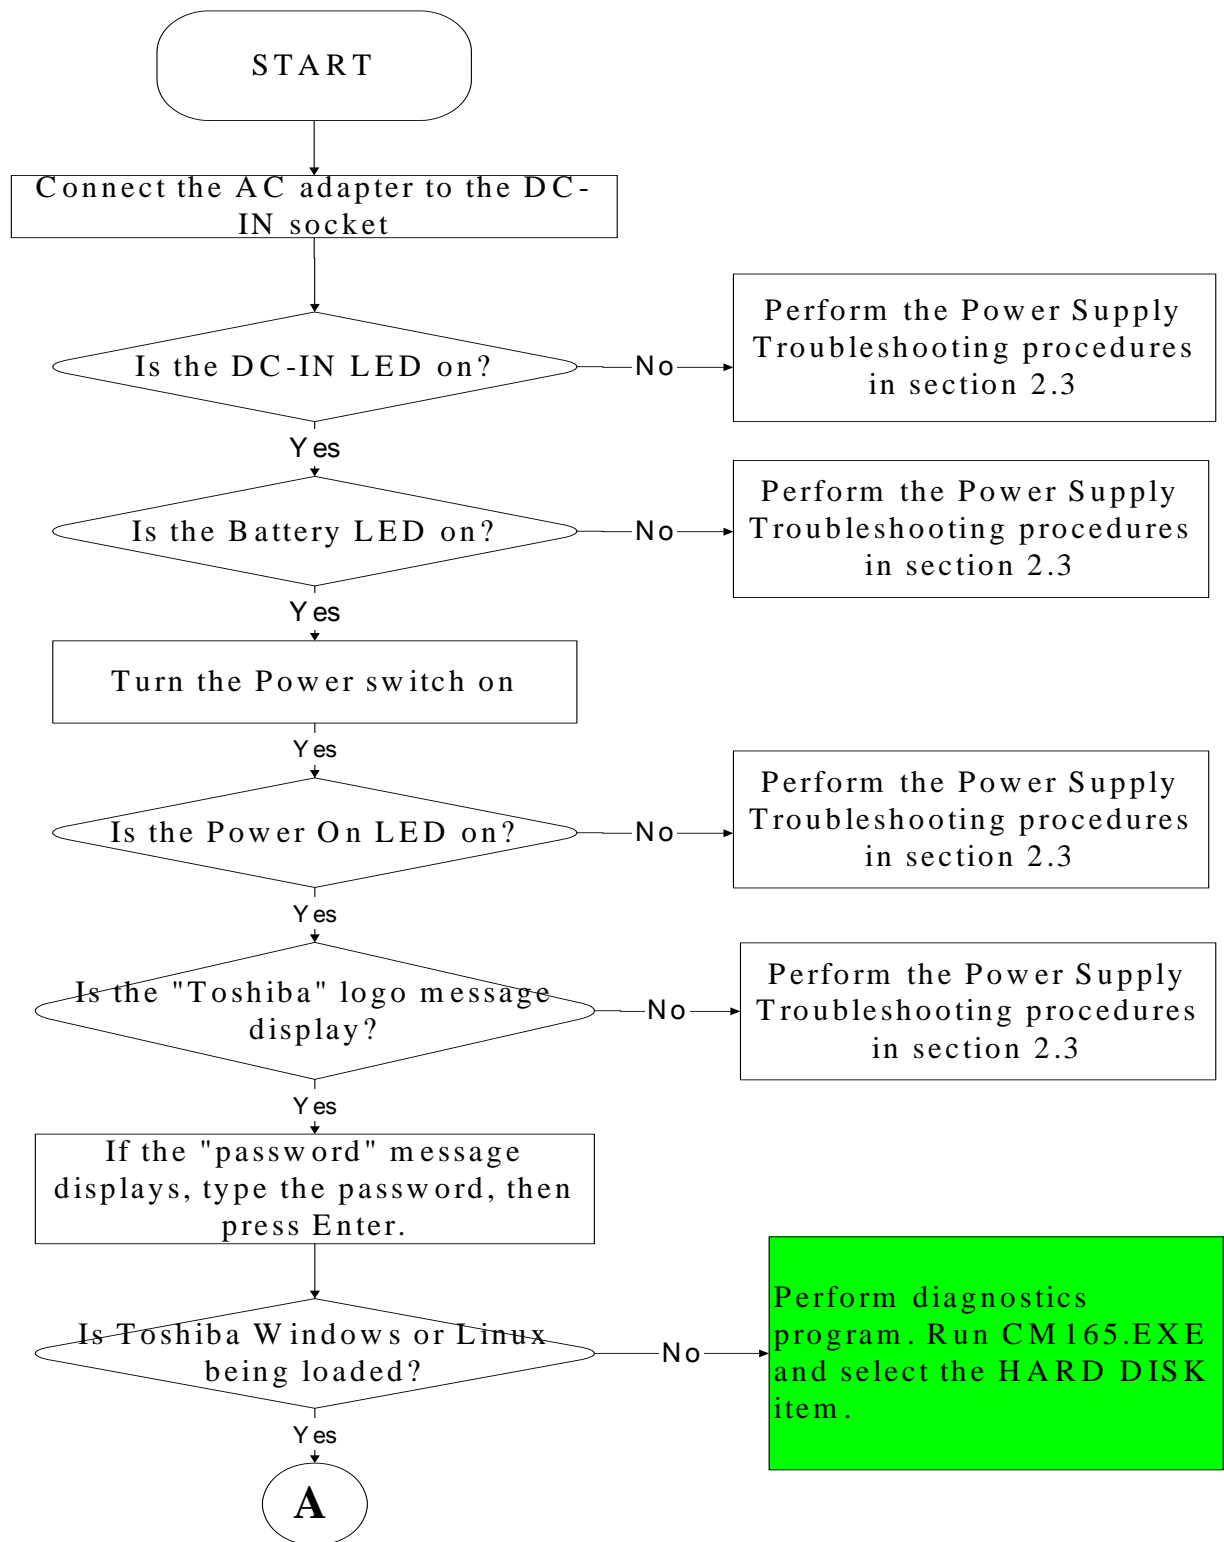 START
Connect the AC adapter to the DC-
IN socket
Is the DC-IN LED on?
No
Perform the Power Supply
Troubleshooting procedures
in section 2.3
Yes
Is the Battery LED on?
No
Perform the Power Supply
Troubleshooting procedures
in section 2.3
Yes
Turn the Power switch on
Yes
Is the Power On LED on?
No
Perform the Power Supply
Troubleshooting procedures
in section 2.3
Yes
Is the "Toshiba" logo message
display?
No
Perform the Power Supply
Troubleshooting procedures
in section 2.3
Yes
If the "password" message
displays, type the password, then
press Enter.
Is Toshiba Windows or Linux
being loaded?
No
Perform diagnostics
program. Run CM165.EXE
and select the HARD DISK
item.
Yes
A